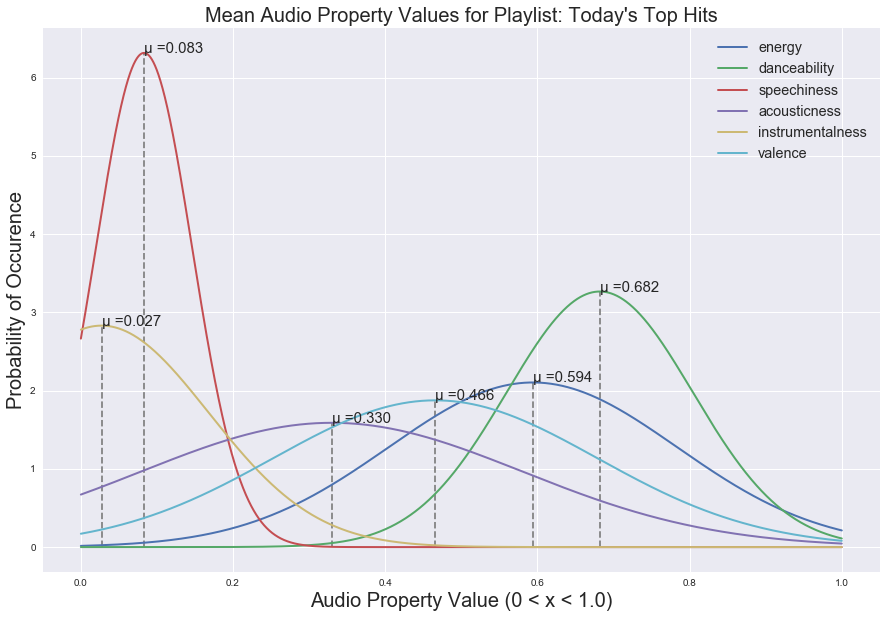 Mean Audio Property Values for Playlist: Today's Top Hits
μ =0.083
energy
danceability
speechiness
acousticness
instrumentalness
valence
μ =0.682
μ =0.027
μ =0.594
μ =0.466
μ =0.330
6
5
4
3
2
1
0
Probability of Occurence
0.0 0.2 0.4 0.6 0.8 1.0
Audio Property Value (0 < x < 1.0)